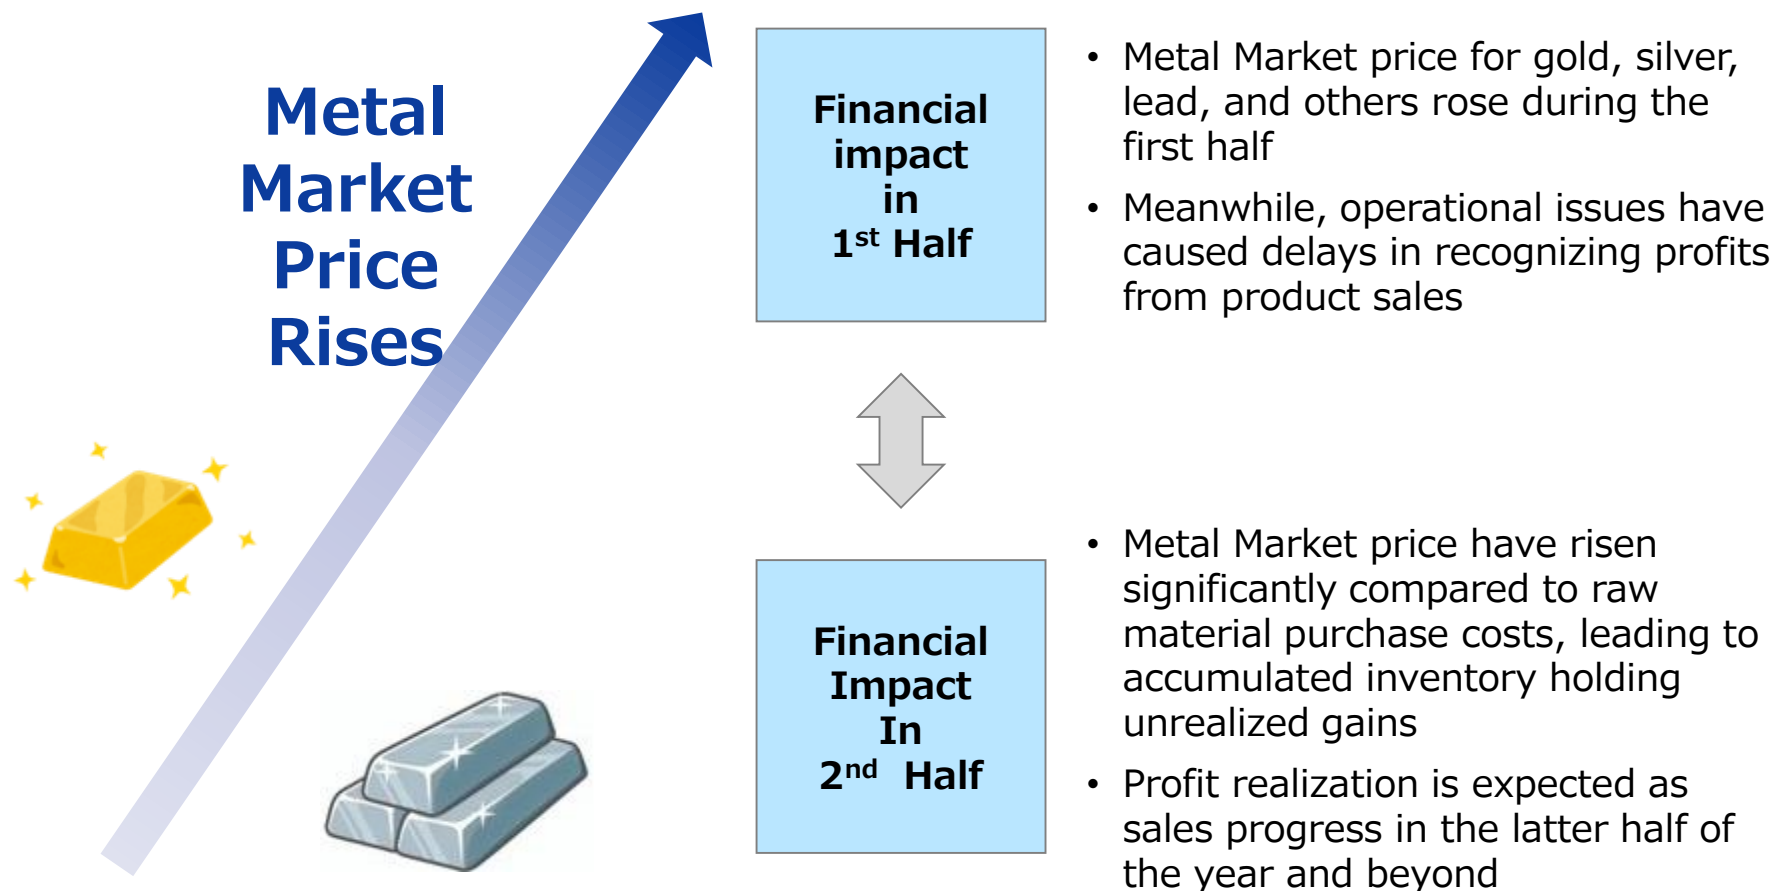 Metal
Market
Price
Rises
Financial
impact
in
1st Half
• Metal Market price for gold, silver,
lead, and others rose during the
first half
• Meanwhile, operational issues have
caused delays in recognizing profits
from product sales
Financial
Impact
In
2nd Half
• Metal Market price have risen
significantly compared to raw
material purchase costs, leading to
accumulated inventory holding
unrealized gains
• Profit realization is expected as
sales progress in the latter half of
the year and beyond